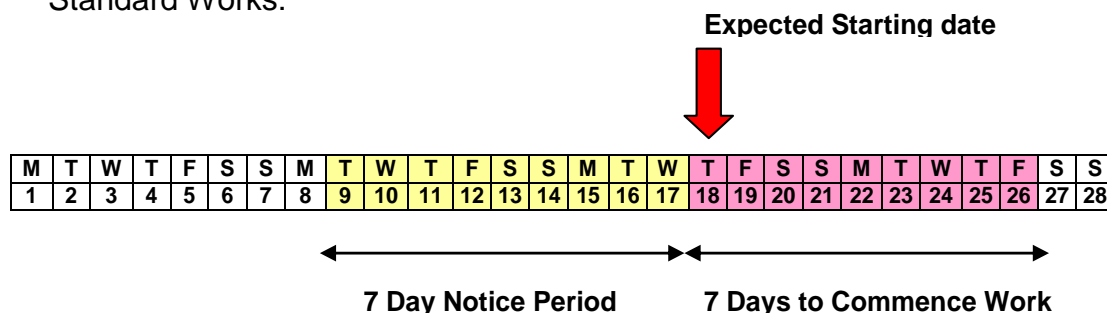 Standard Works.
Expected Starting date
M T W T F S S M T W T F S S M T W T F S S M T W T F S S
1 2 3 4 5 6 7 8 9 10 11 12 13 14 15 16 17 18 19 20 21 22 23 24 25 26 27 28
7 Day Notice Period 7 Days to Commence Work